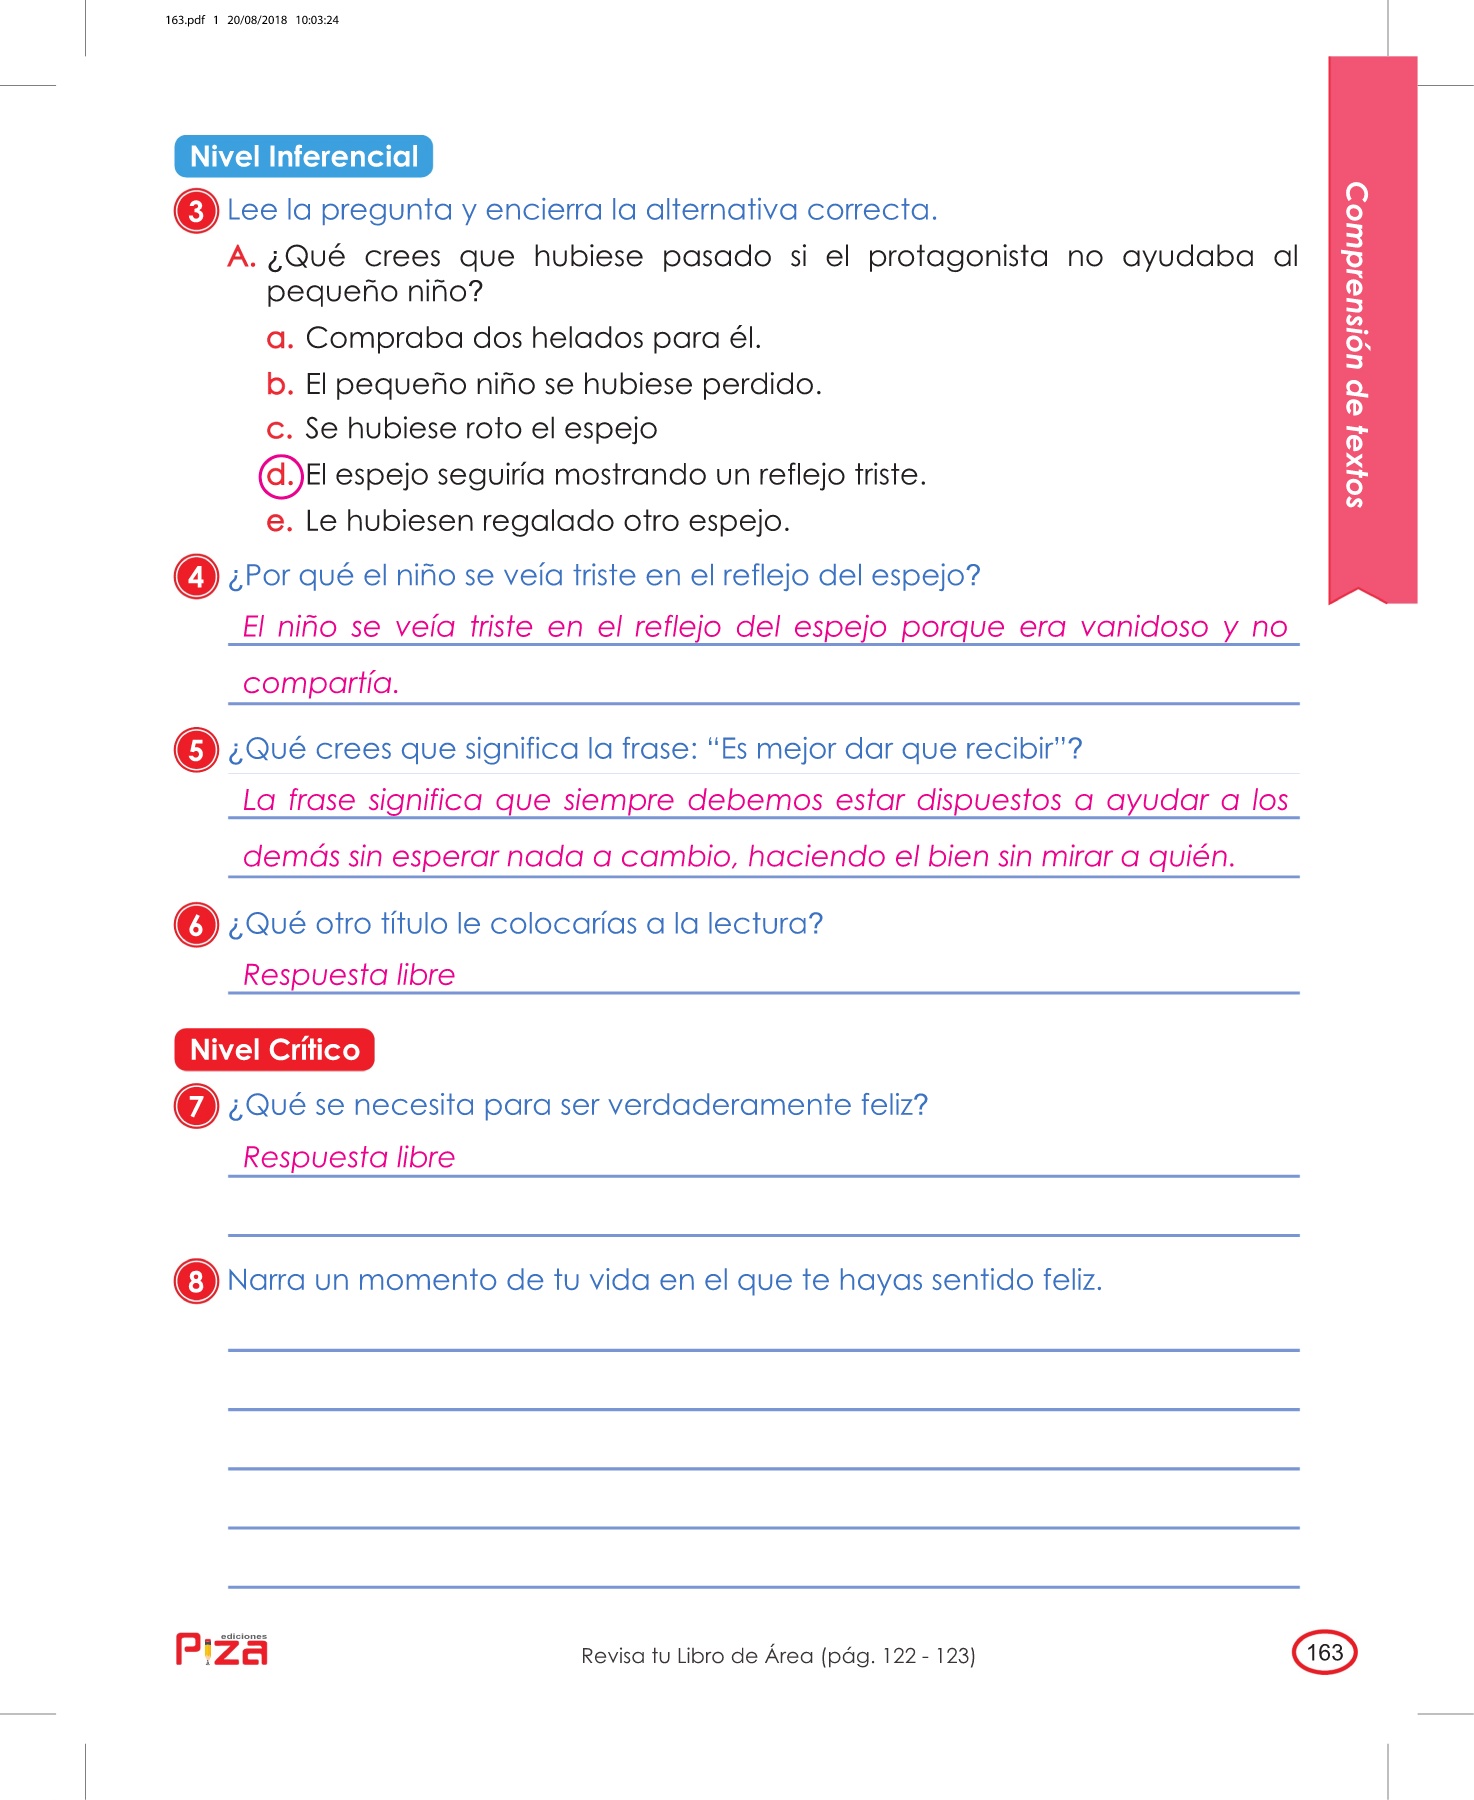 163.pdf 1 20/08/2018 10:03:24
Comprensión de textos
Nivel Inferencial
3 Lee la pregunta y encierra la alternativa correcta.
A. ¿Qué crees que hubiese pasado si el protagonista no ayudaba al
pequeño niño?
a. Compraba dos helados para él.
b. El pequeño niño se hubiese perdido.
c. Se hubiese roto el espejo
d. El espejo seguiría mostrando un reflejo triste.
e. Le hubiesen regalado otro espejo.
4 ¿Por qué el niño se veía triste en el reflejo del espejo?
El niño se veía triste en el reflejo del espejo porque era vanidoso y no
compartía.
5 ¿Qué crees que significa la frase: “Es mejor dar que recibir”?
La frase significa que siempre debemos estar dispuestos a ayudar a los
demás sin esperar nada a cambio, haciendo el bien sin mirar a quién.
6 ¿Qué otro título le colocarías a la lectura?
Respuesta libre
Nivel Crítico
7 ¿Qué se necesita para ser verdaderamente feliz?
Respuesta libre
8 Narra un momento de tu vida en el que te hayas sentido feliz.
ediciones
Piza
Revisa tu Libro de Área (pág. 122 - 123)
163